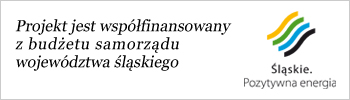 Projekt jest współfinansowany
z budżetu samorządu
województwa śląskiego
Śląskie.
Pozytywna energia